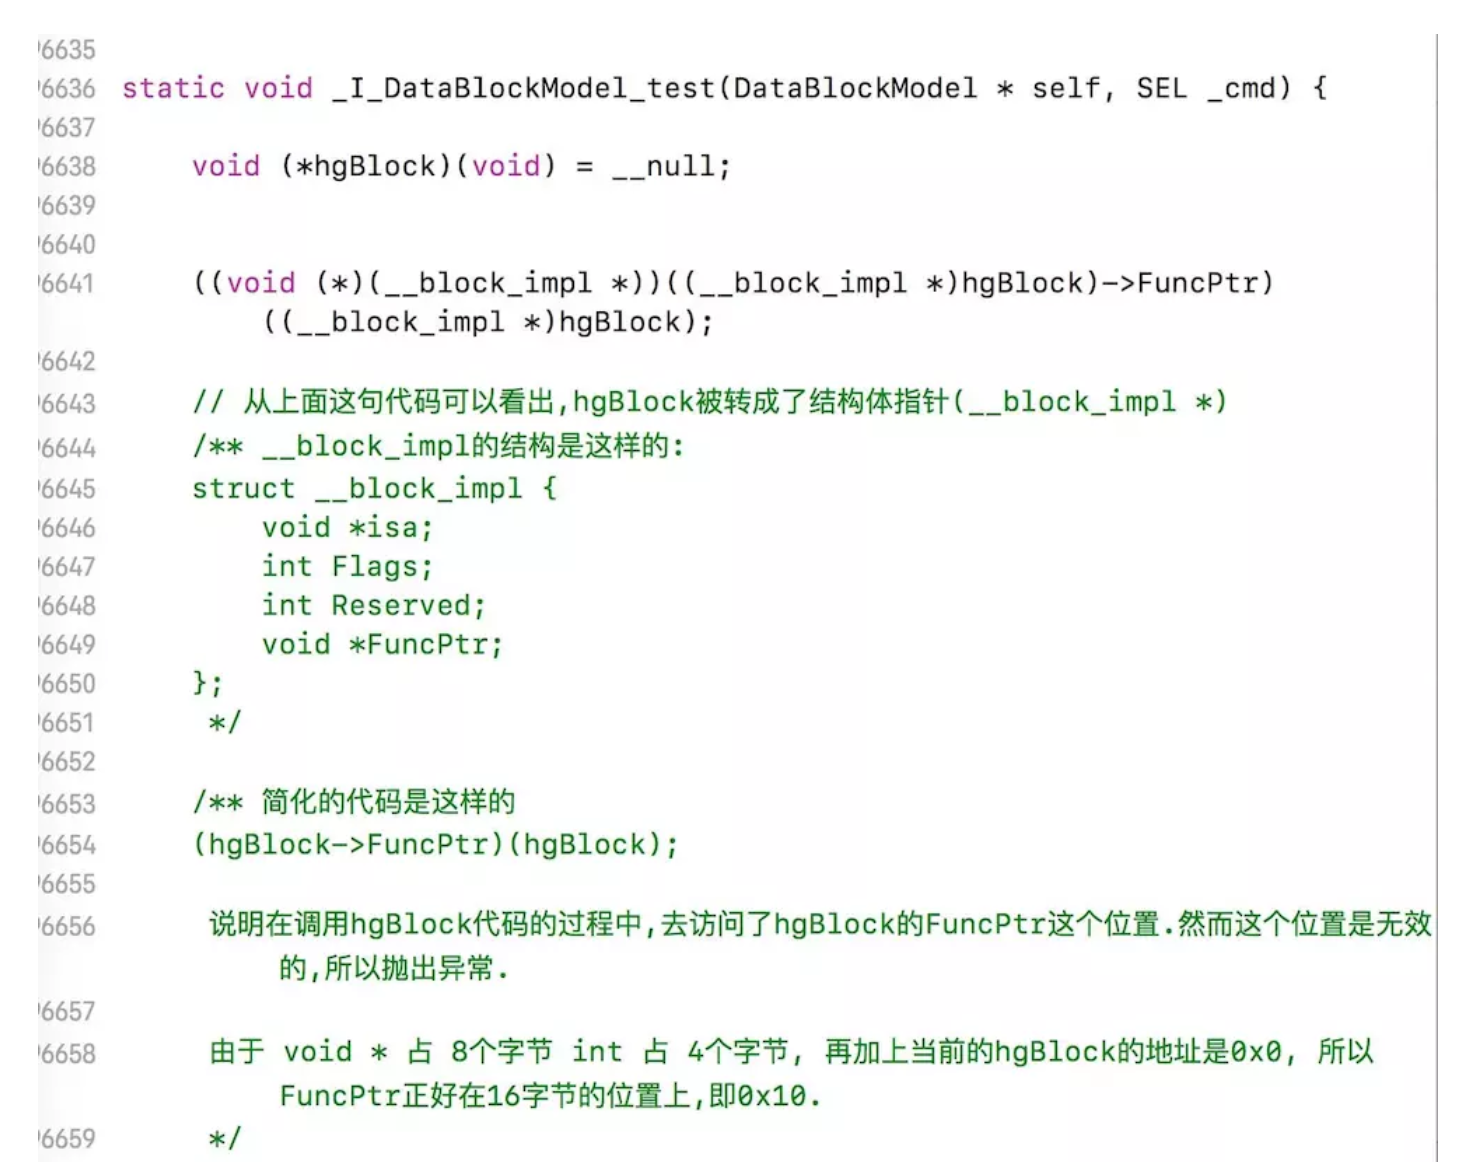 6635
6636 static void _I_DataBlockModel_test(DataBlockModel * self, SEL _cmd) {
6637
6638 void (*hgBlock)(void) = __null;
6639
6640
6641 ((void (*)(__block_impl *))((__block_impl *)hgBlock)->FuncPtr)
((__block_impl *)hgBlock);
6642
6643 // 从上面这句代码可以看出,hgBlock被转成了结构体指针(__block_impl *)
6644 /** __block_impl的结构是这样的:
6645 struct __block_impl {
6646 void *isa;
6647 int Flags;
6648 int Reserved;
6649 void *FuncPtr;
6650 };
6651 */
6652
6653 /** 简化的代码是这样的
6654 (hgBlock->FuncPtr)(hgBlock);
6655
6656 说明在调用hgBlock代码的过程中,去访问了hgBlock的FuncPtr这个位置.然而这个位置是无效
的,所以抛出异常.
6657
6658 由于 void * 占 8个字节 int 占 4个字节, 再加上当前的hgBlock的地址是0x0, 所以
FuncPtr正好在16字节的位置上,即0x10.
6659 */